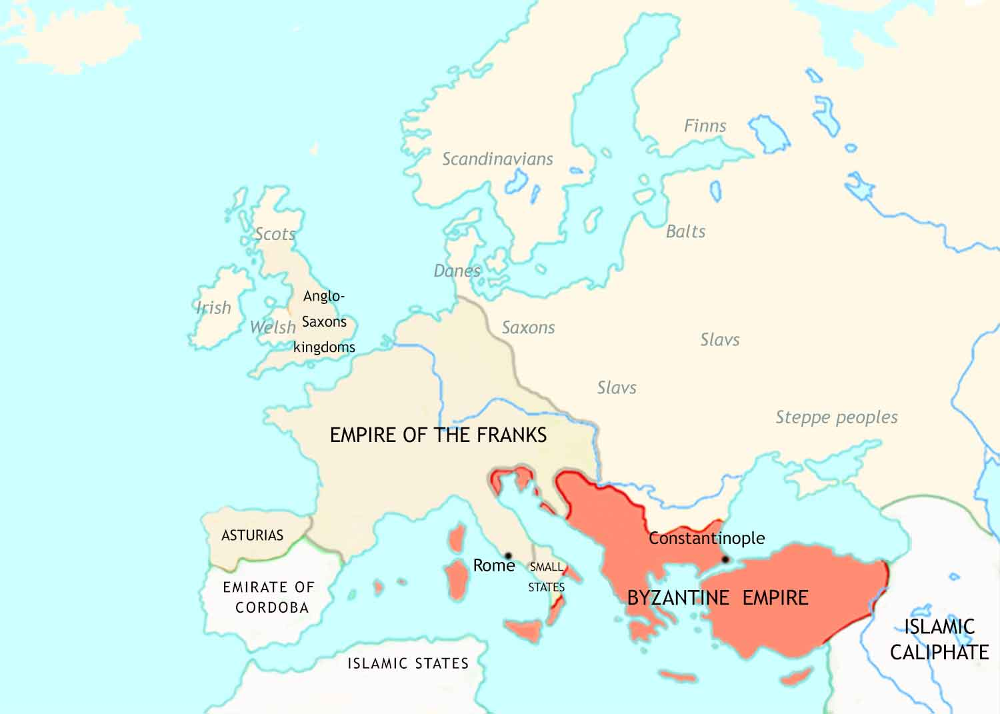 Finns
Scandinavians
Balts
Scots
Danes
Anglo-
Saxons
kingdoms
Irish
Welsh
Saxons
Slavs
Slavs
Steppe peoples
EMPIRE OF THE FRANKS
ASTURIAS
Constantinople
Rome
SMALL
STATES
EMIRATE OF
CORDOBA
BYZANTINE EMPIRE
ISLAMIC
CALIPHATE
ISLAMIC STATES